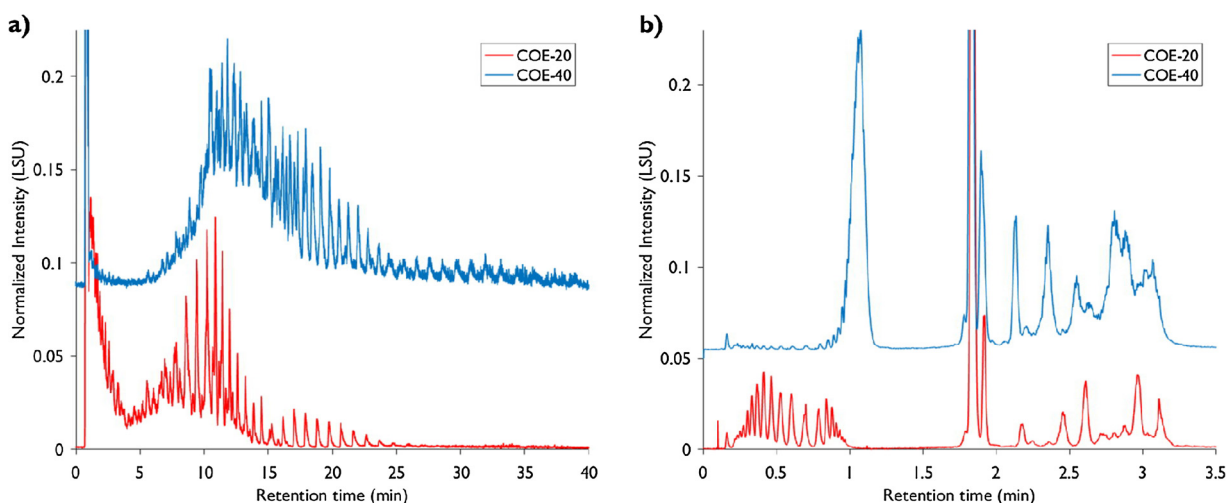 a)
COE-20
COE-40
Normalized Intensity (LSU)
0.2
0.15
0.1
0.05
0
0 5 10 15 20 25 30 35 40
Retention time (min)
b)
COE-20
COE-40
Normalized Intensity (LSU)
0.2
0.15
0.1
0.05
0
0 0.5 1 1.5 2 2.5 3 3.5
Retention time (min)